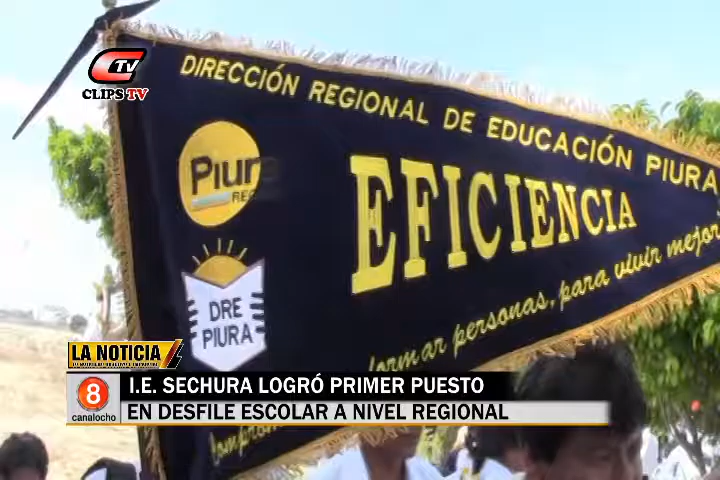 CTV
CLIPS TV
DIRECCIÓN REGIONAL DE EDUCACIÓN PIURA
Piura
EFICIENCIA
DRE
PIURA
formar personas, para vivir mejor
LA NOTICIA
8
canalocho
I.E. SECHURA LOGRÓ PRIMER PUESTO
EN DESFILE ESCOLAR A NIVEL REGIONAL